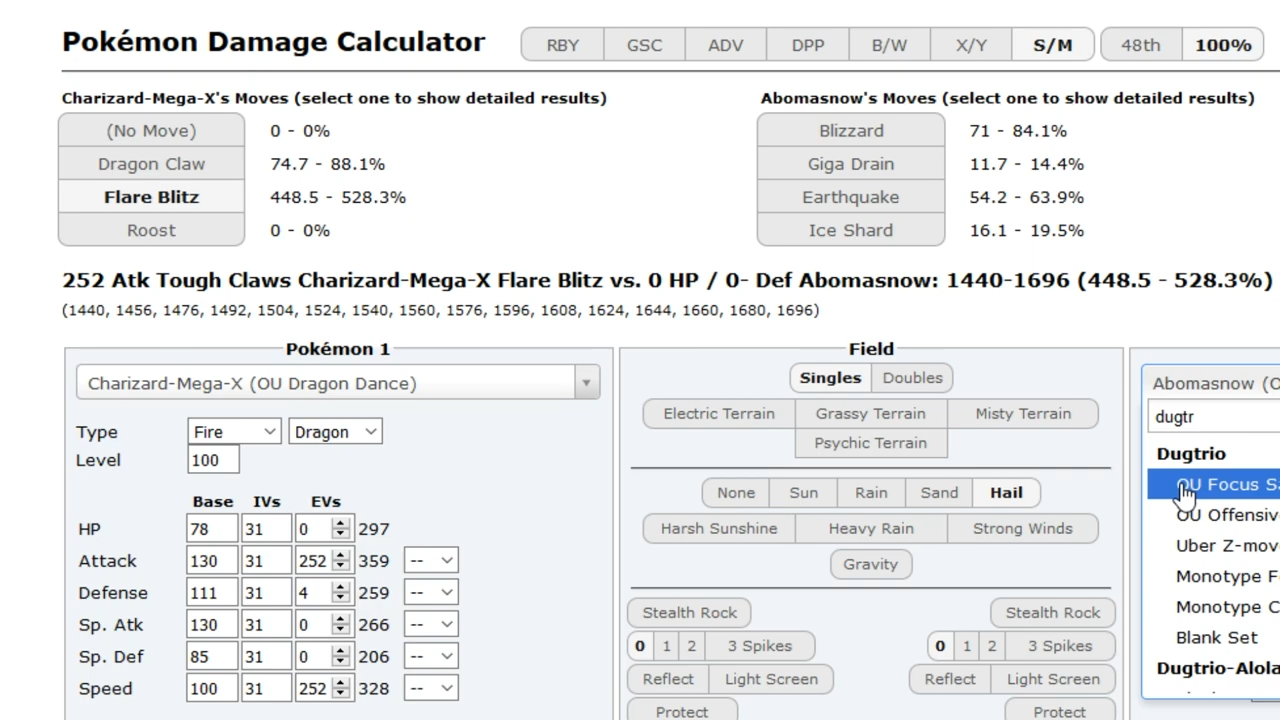 Pokémon Damage Calculator
RBY GSC ADV DPP B/W X/Y S/M 48th 100%
Charizard-Mega-X's Moves (select one to show detailed results)
(No Move) 0 - 0%
Dragon Claw 74.7 - 88.1%
Flare Blitz 448.5 - 528.3%
Roost 0 - 0%
Abomasnow's Moves (select one to show detailed results)
Blizzard 71 - 84.1%
Giga Drain 11.7 - 14.4%
Earthquake 54.2 - 63.9%
Ice Shard 16.1 - 19.5%
252 Atk Tough Claws Charizard-Mega-X Flare Blitz vs. 0 HP / 0- Def Abomasnow: 1440-1696 (448.5 - 528.3%)
(1440, 1456, 1476, 1492, 1504, 1524, 1540, 1560, 1576, 1596, 1608, 1624, 1644, 1660, 1680, 1696)
Pokémon 1
Charizard-Mega-X (OU Dragon Dance)
Type Fire Dragon
Level 100
Base IVs EVs
HP 78 31 0 297
Attack 130 31 252 359 --
Defense 111 31 4 259 --
Sp. Atk 130 31 0 266 --
Sp. Def 85 31 0 206 --
Speed 100 31 252 328 --
Field
Singles Doubles
Electric Terrain Grassy Terrain Misty Terrain
Psychic Terrain
None Sun Rain Sand Hail
Harsh Sunshine Heavy Rain Strong Winds
Gravity
Stealth Rock Stealth Rock
0 1 2 3 Spikes 0 1 2 3 Spikes
Reflect Light Screen Reflect Light Screen
Protect Protect
Abomasnow (O
dugtr
Dugtrio
OU Focus Sa
OU Offensive
Uber Z-move
Monotype F
Monotype C
Blank Set
Dugtrio-Alola